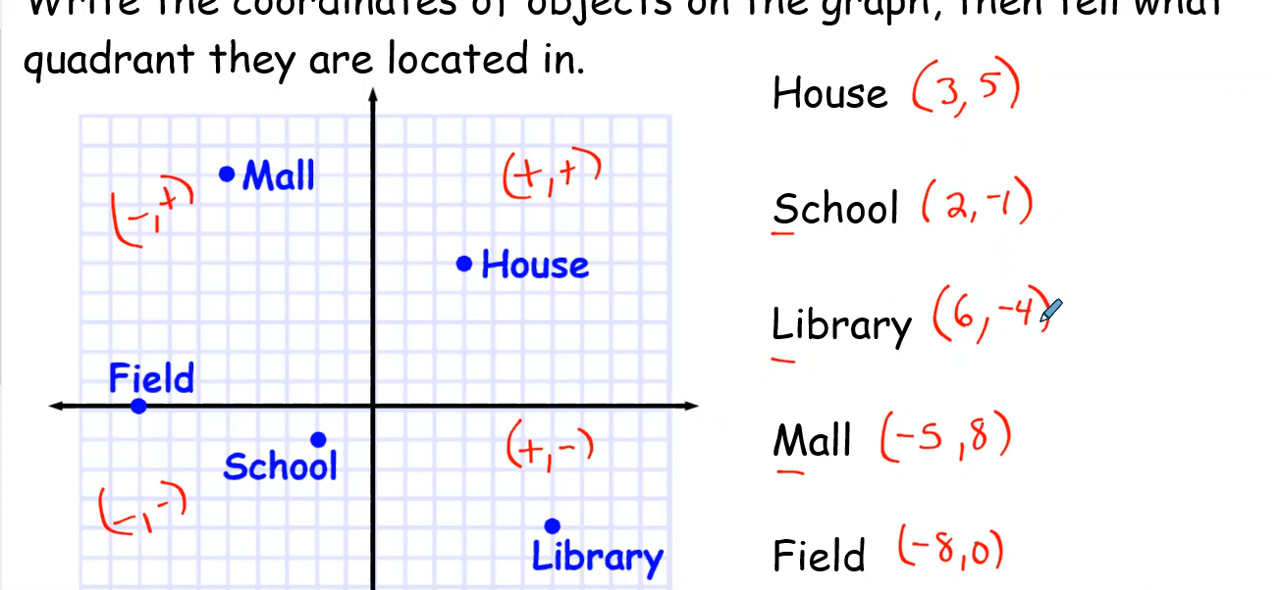 Write the coordinates of objects on the graph, then tell what
quadrant they are located in.
House (3, 5)
(+,+)
Mall
(-,+)
School (2,-1)
House
Library (6,-4)
Field
Mall (-5,8)
(+,-)
School
(-,-)
Library
Field (-8,0)